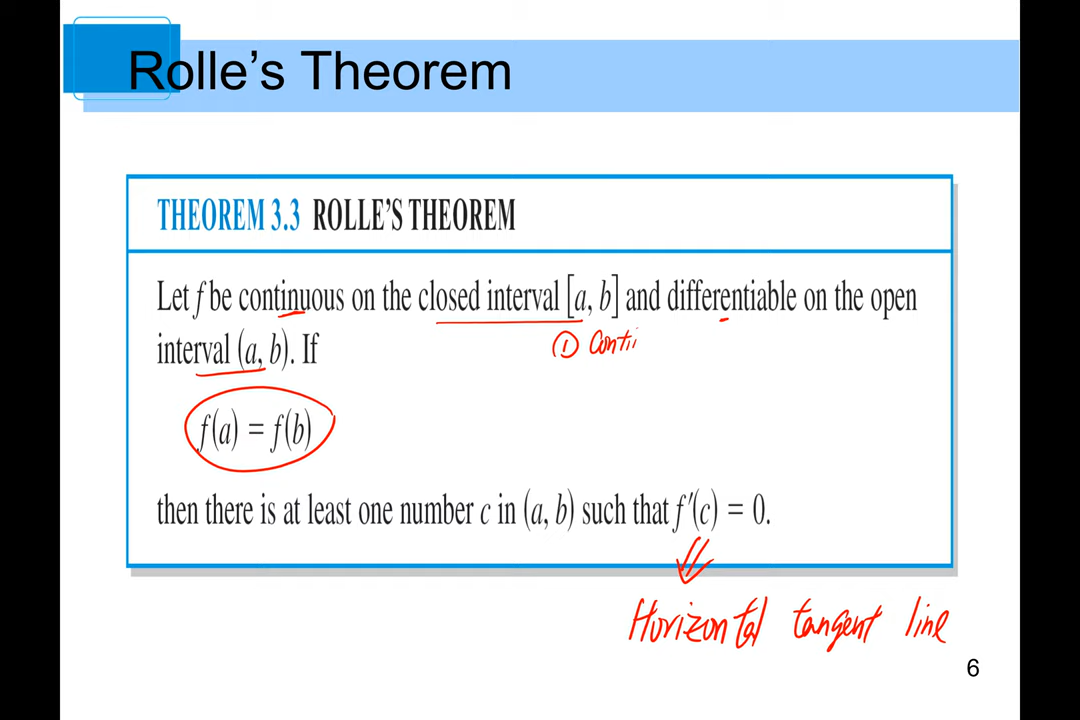 Rolle's Theorem
THEOREM 3.3 ROLLE'S THEOREM
Let f be continuous on the closed interval [a, b] and differentiable on the open
interval (a, b). If
① Conti
f(a) = f(b)
then there is at least one number c in (a, b) such that f′(c) = 0.
Horizontal tangent line
6